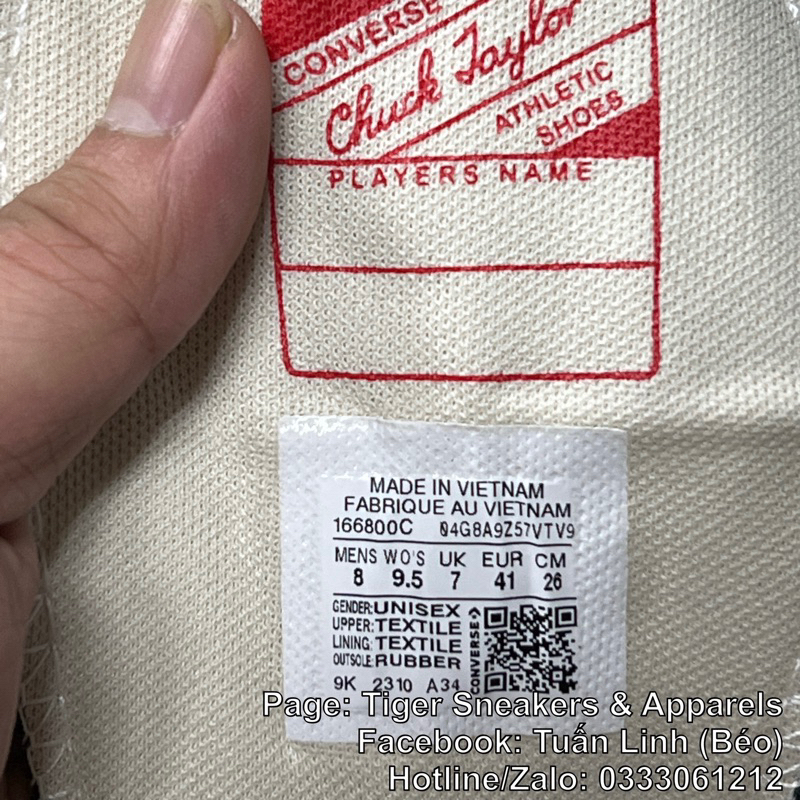 CONVERSE
Chuck Taylor
ATHLETIC
SHOES
PLAYERS NAME
MADE IN VIETNAM
FABRIQUE AU VIETNAM
166800C 04G8A9Z57VTV9
MENS WO'S UK EUR CM
8 9.5 7 41 26
GENDER:UNISEX
UPPER:TEXTILE
LINING:TEXTILE
OUTSOLE:RUBBER
CONVERSE
9K 2310 A34
Page: Tiger Sneakers & Apparels
Facebook: Tuấn Linh (Béo)
Hotline/Zalo: 0333061212